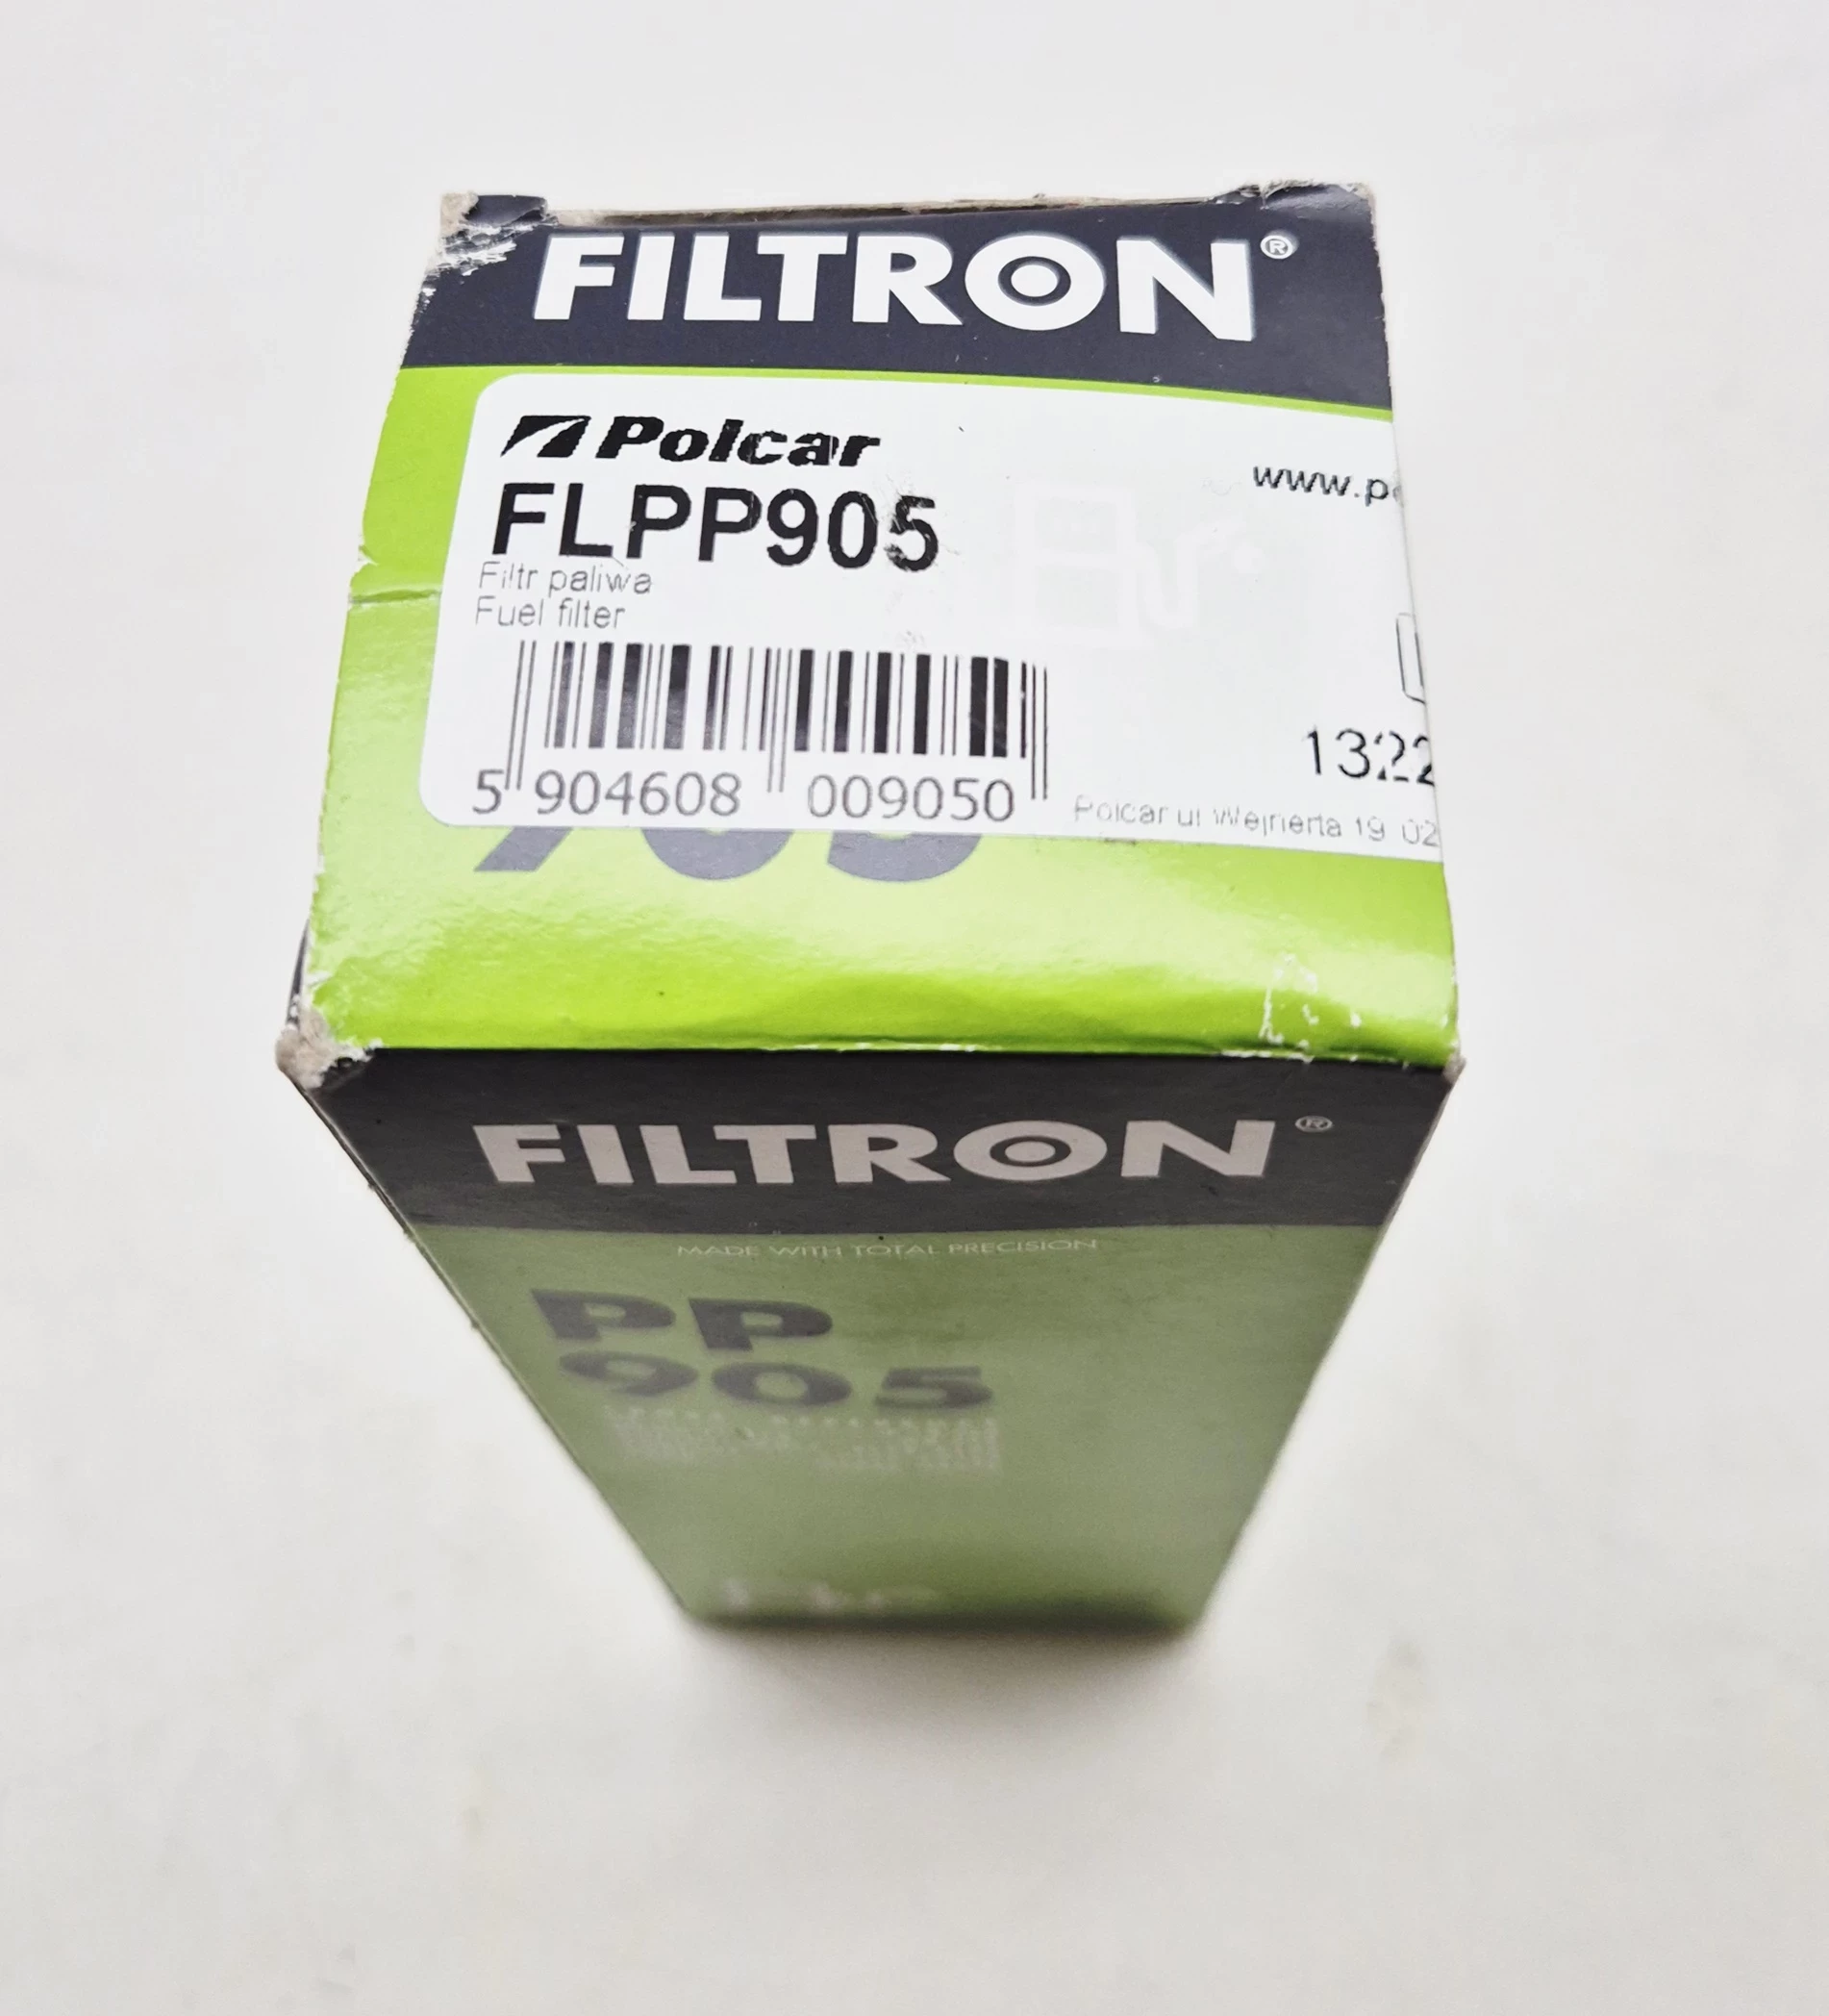 FILTRON®
Polcar
www.p
FLPP905
Filtr paliwa
Fuel filter
5 904608 009050
1322
Polcar ul Wejnerta 19 02
905
FILTRON®
MADE WITH TOTAL PRECISION
PP
905